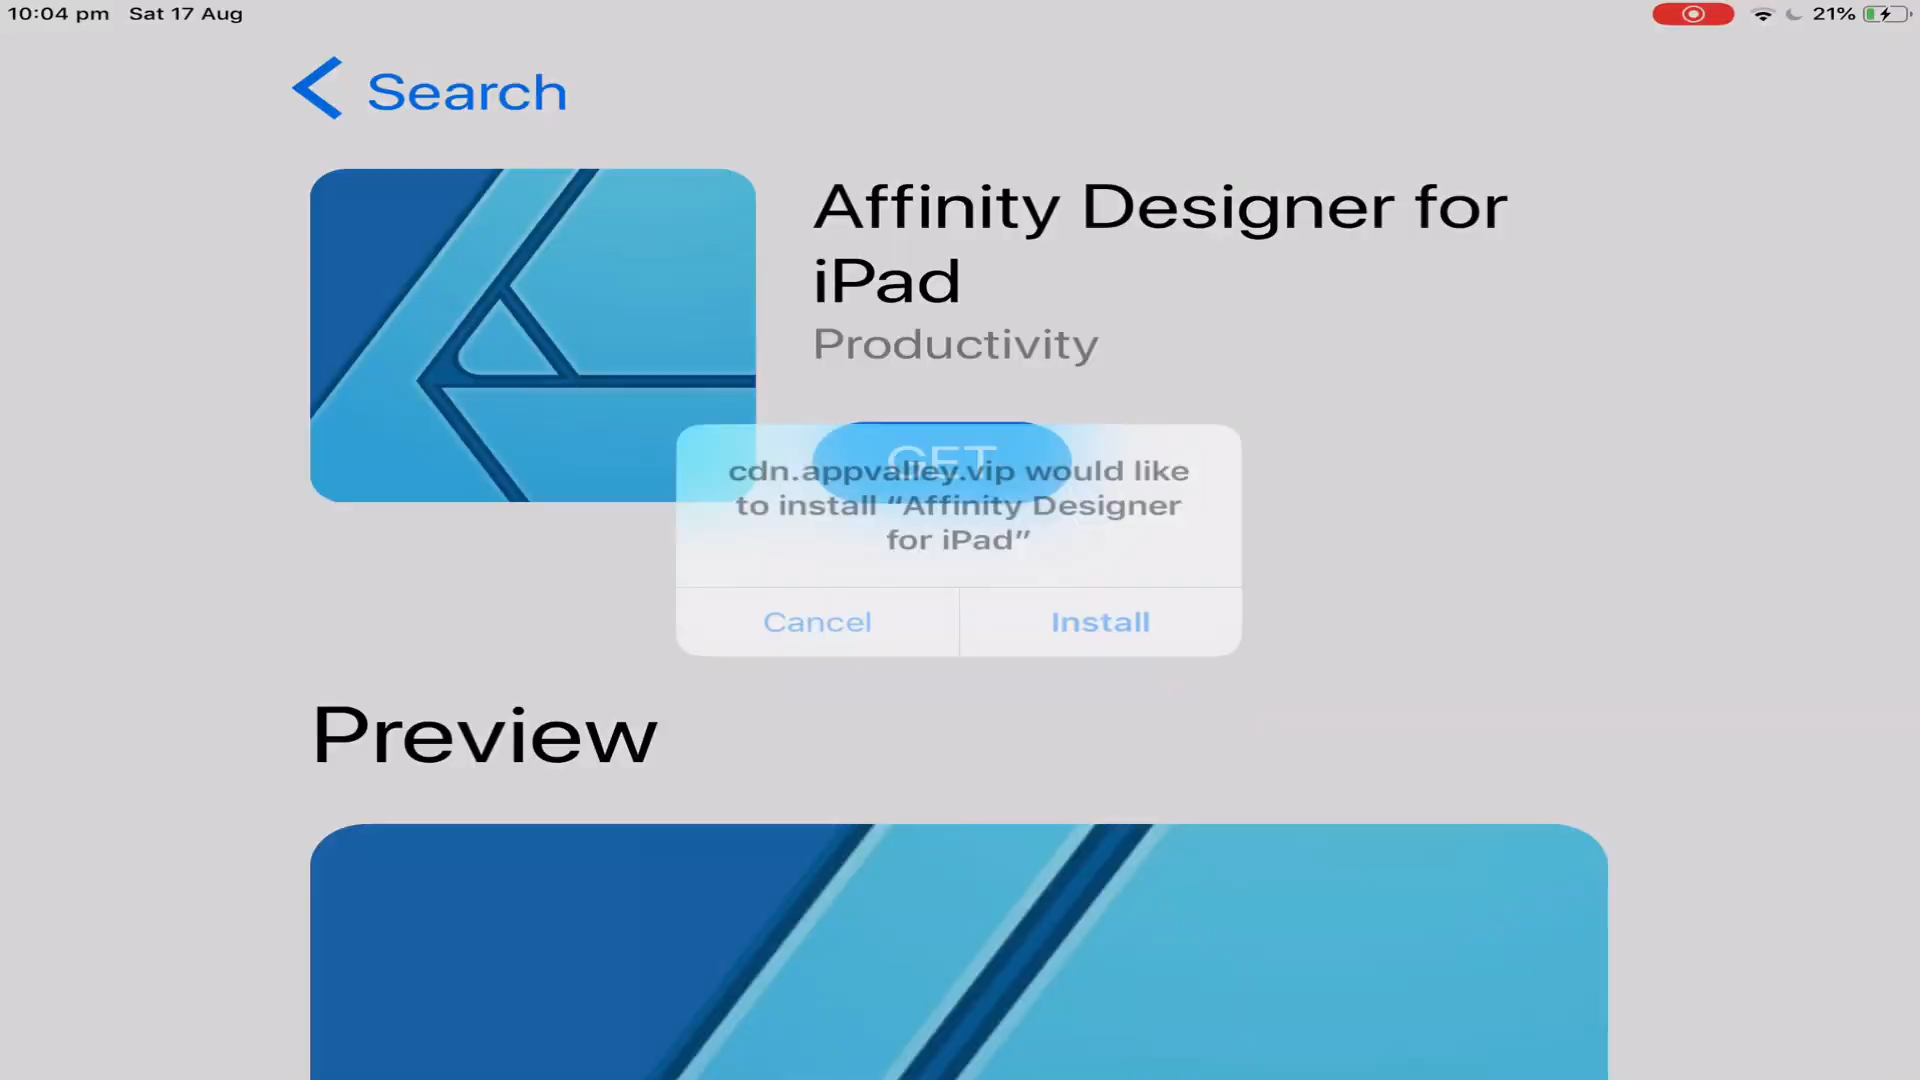 10:04 pm Sat 17 Aug
21%
Search
Affinity Designer for
iPad
Productivity
GET
cdn.appvalley.vip would like
to install “Affinity Designer
for iPad”
Cancel
Install
Preview